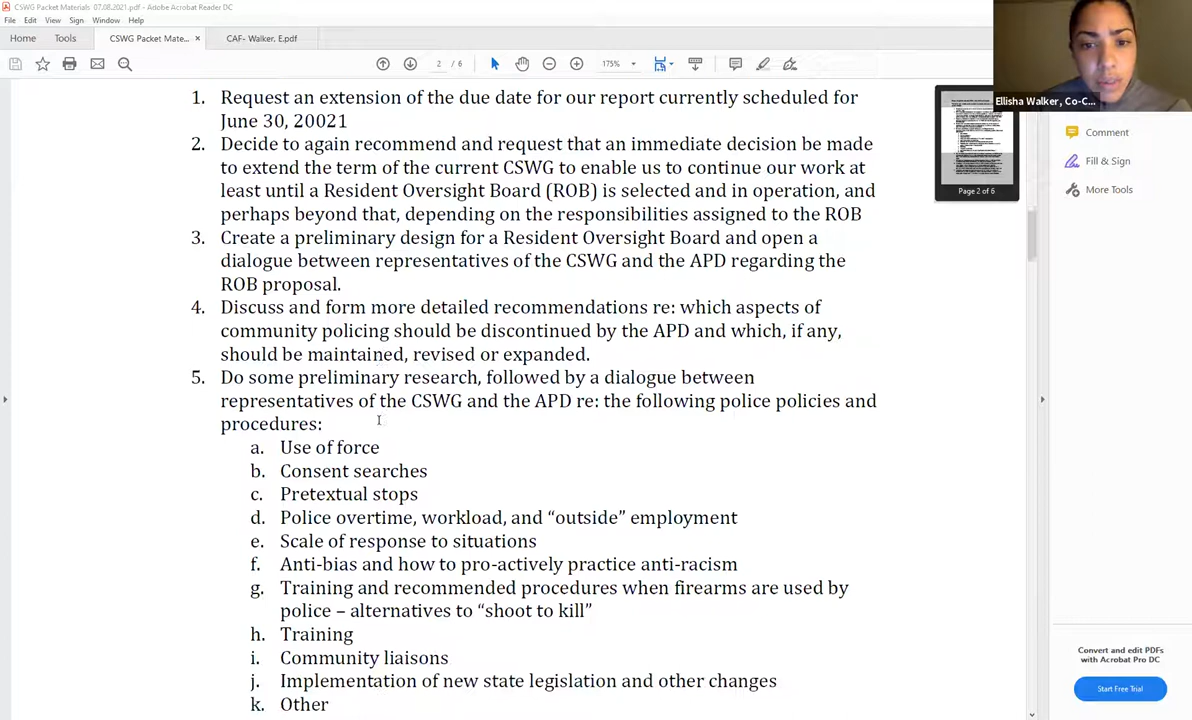 CSWG Packet Materials 07.08.2021.pdf - Adobe Acrobat Reader DC
File Edit View Sign Window Help
Home Tools CSWG Packet Mate... × CAF- Walker, E.pdf
2 / 6 175%
1. Request an extension of the due date for our report currently scheduled for
June 30, 20021
2. Decide to again recommend and request that an immediate decision be made
to extend the term of the current CSWG to enable us to continue our work at
least until a Resident Oversight Board (ROB) is selected and in operation, and
perhaps beyond that, depending on the responsibilities assigned to the ROB
3. Create a preliminary design for a Resident Oversight Board and open a
dialogue between representatives of the CSWG and the APD regarding the
ROB proposal.
4. Discuss and form more detailed recommendations re: which aspects of
community policing should be discontinued by the APD and which, if any,
should be maintained, revised or expanded.
5. Do some preliminary research, followed by a dialogue between
representatives of the CSWG and the APD re: the following police policies and
procedures:
a. Use of force
b. Consent searches
c. Pretextual stops
d. Police overtime, workload, and “outside” employment
e. Scale of response to situations
f. Anti-bias and how to pro-actively practice anti-racism
g. Training and recommended procedures when firearms are used by
police – alternatives to “shoot to kill”
h. Training
i. Community liaisons
j. Implementation of new state legislation and other changes
k. Other
Page 2 of 6
Ellisha Walker, Co-C...
Comment
Fill & Sign
More Tools
Convert and edit PDFs
with Acrobat Pro DC
Start Free Trial